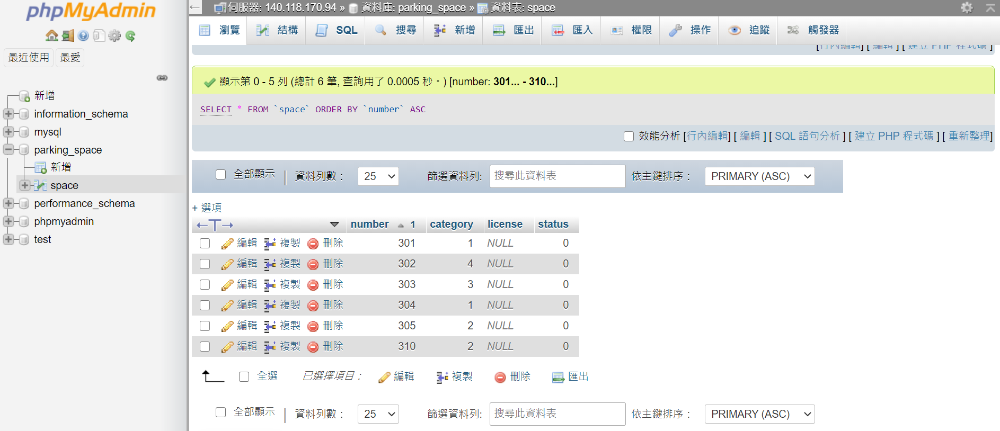 phpMyAdmin
最近使用 最愛
新增
information_schema
mysql
parking_space
新增
space
performance_schema
phpmyadmin
test
伺服器: 140.118.170.94 » 資料庫: parking_space » 資料表: space
瀏覽 結構 SQL 搜尋 新增 匯出 匯入 權限 操作 追蹤 觸發器
[行內編輯] [ 編輯 ] [ 建立 PHP 程式碼 ]
顯示第 0 - 5 列 (總計 6 筆, 查詢用了 0.0005 秒。) [number: 301... - 310...]
SELECT * FROM `space` ORDER BY `number` ASC
效能分析 [行內編輯] [ 編輯 ] [ SQL 語句分析 ] [ 建立 PHP 程式碼 ] [ 重新整理]
全部顯示 | 資料列數： 25 篩選資料列: 搜尋此資料表 依主鍵排序： PRIMARY (ASC)
+ 選項
←T→ number 1 category license status
編輯 複製 刪除 301 1 NULL 0
編輯 複製 刪除 302 4 NULL 0
編輯 複製 刪除 303 3 NULL 0
編輯 複製 刪除 304 1 NULL 0
編輯 複製 刪除 305 2 NULL 0
編輯 複製 刪除 310 2 NULL 0
全選 已選擇項目： 編輯 複製 刪除 匯出
全部顯示 | 資料列數： 25 篩選資料列: 搜尋此資料表 依主鍵排序： PRIMARY (ASC)